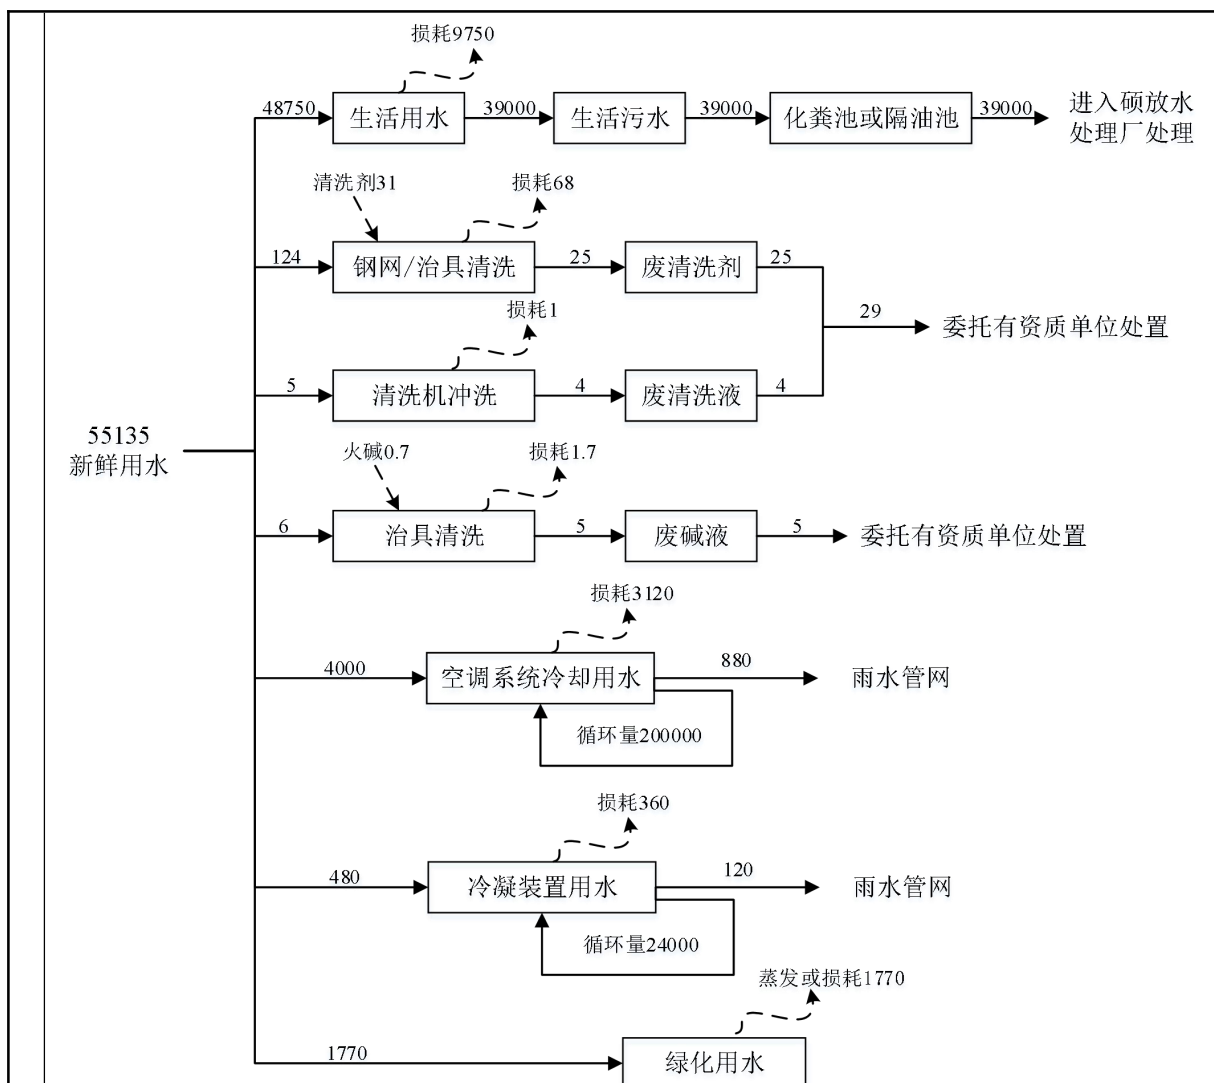 损耗9750
48750
生活用水
39000
生活污水
39000
化粪池或隔油池
39000
进入硕放水
处理厂处理
清洗剂31
损耗68
124
钢网/治具清洗
25
废清洗剂
25
损耗1
29
委托有资质单位处置
5
清洗机冲洗
4
废清洗液
4
55135
新鲜用水
火碱0.7
损耗1.7
6
治具清洗
5
废碱液
5
委托有资质单位处置
损耗3120
4000
空调系统冷却用水
880
雨水管网
循环量200000
损耗360
480
冷凝装置用水
120
雨水管网
循环量24000
蒸发或损耗1770
1770
绿化用水